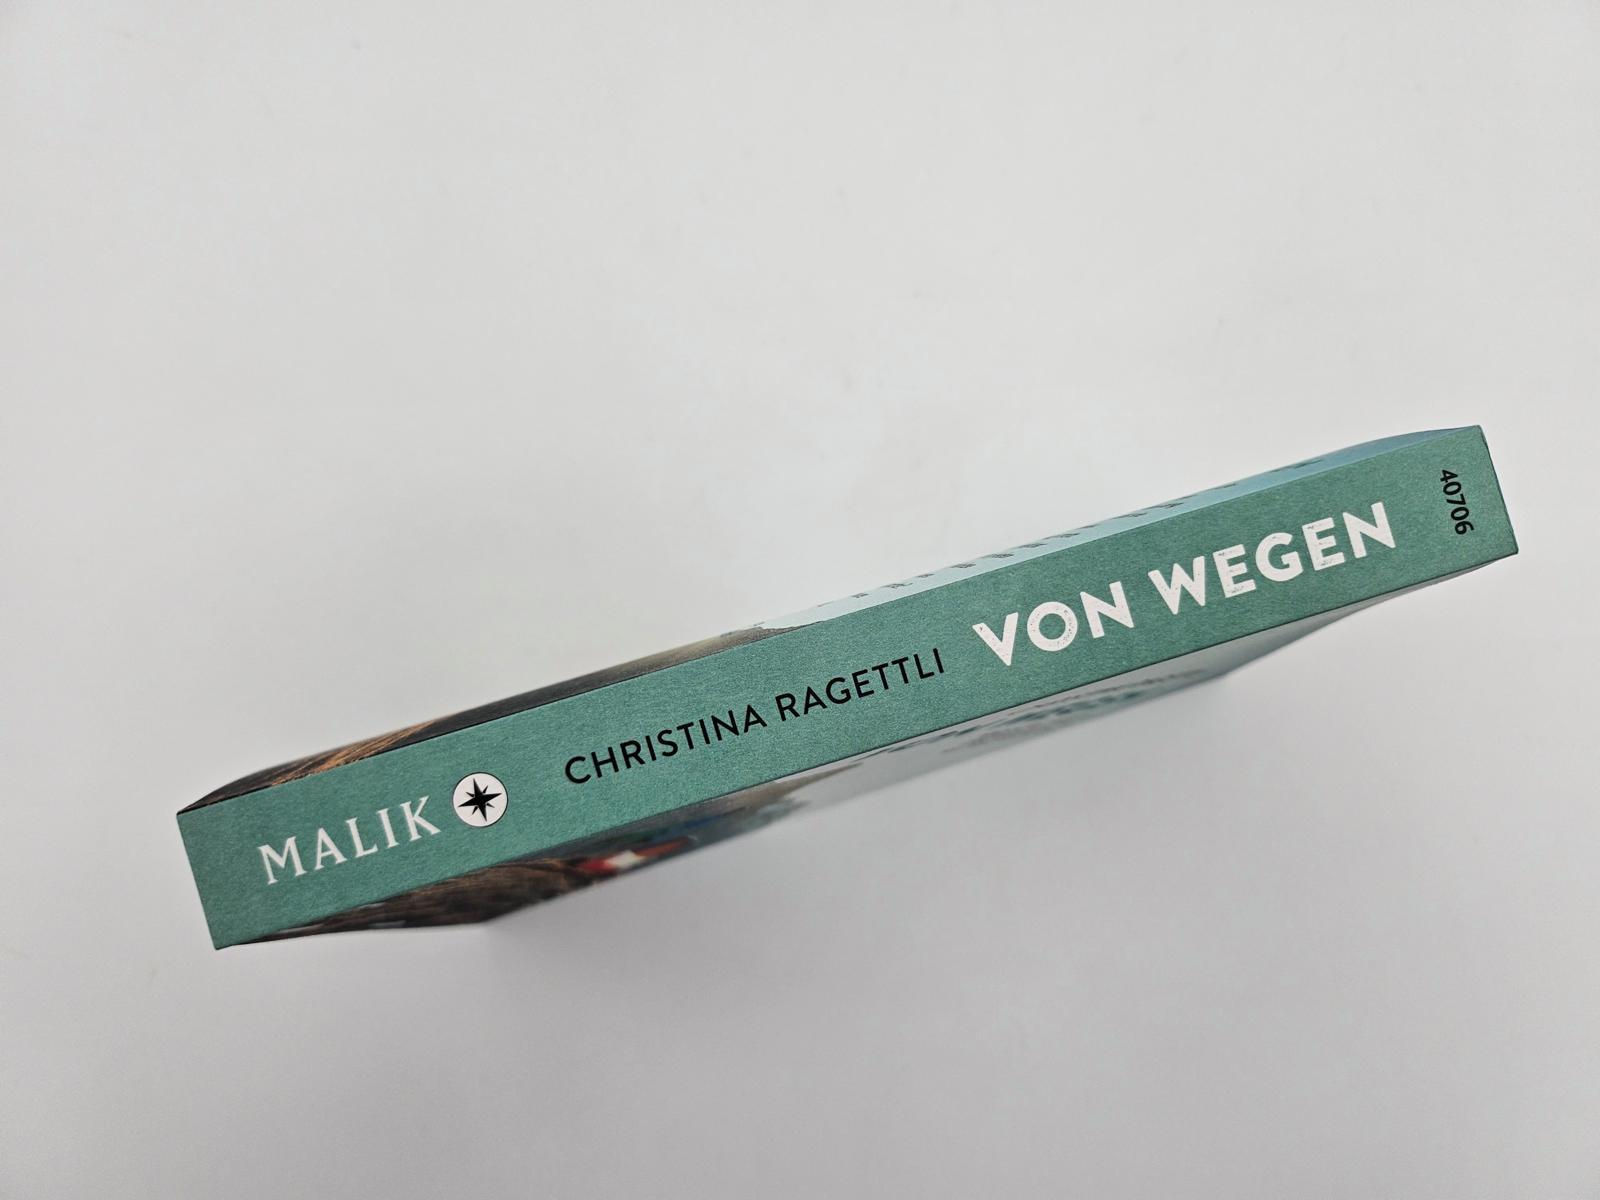 MALIK
CHRISTINA RAGETTLI
VON WEGEN
40706